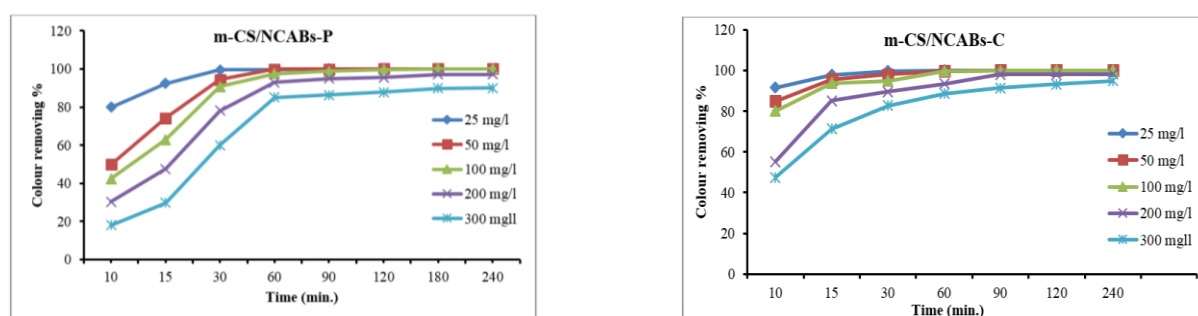 m-CS/NCABs-P
Colour removing %
120
100
80
60
40
20
0
25 mg/l
50 mg/l
100 mg/l
200 mg/l
300 mgll
10 15 30 60 90 120 180 240
Time (min.)
m-CS/NCABs-C
Colour removing %
120
100
80
60
40
20
0
25 mg/l
50 mg/l
100 mg/l
200 mg/l
300 mgll
10 15 30 60 90 120 240
Time (min.)